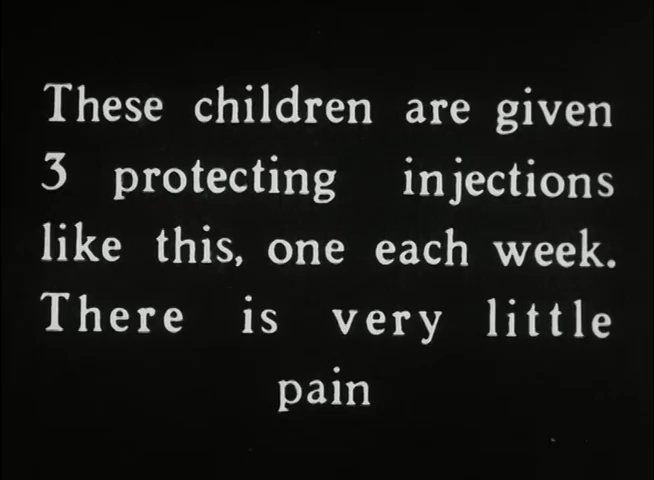 These children are given
3 protecting injections
like this, one each week.
There is very little
pain